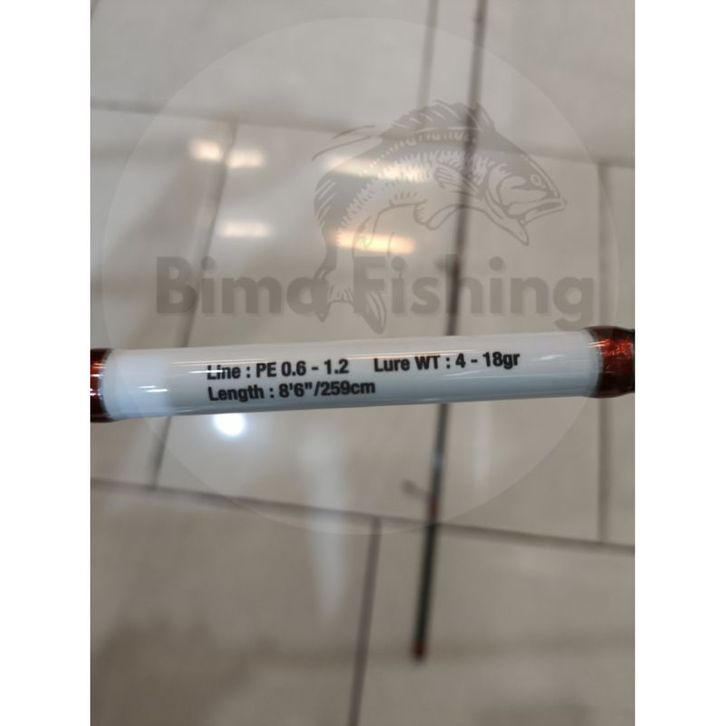 Bima Fishing
Line : PE 0.6 - 1.2 Lure WT : 4 - 18gr
Length : 8'6"/259cm